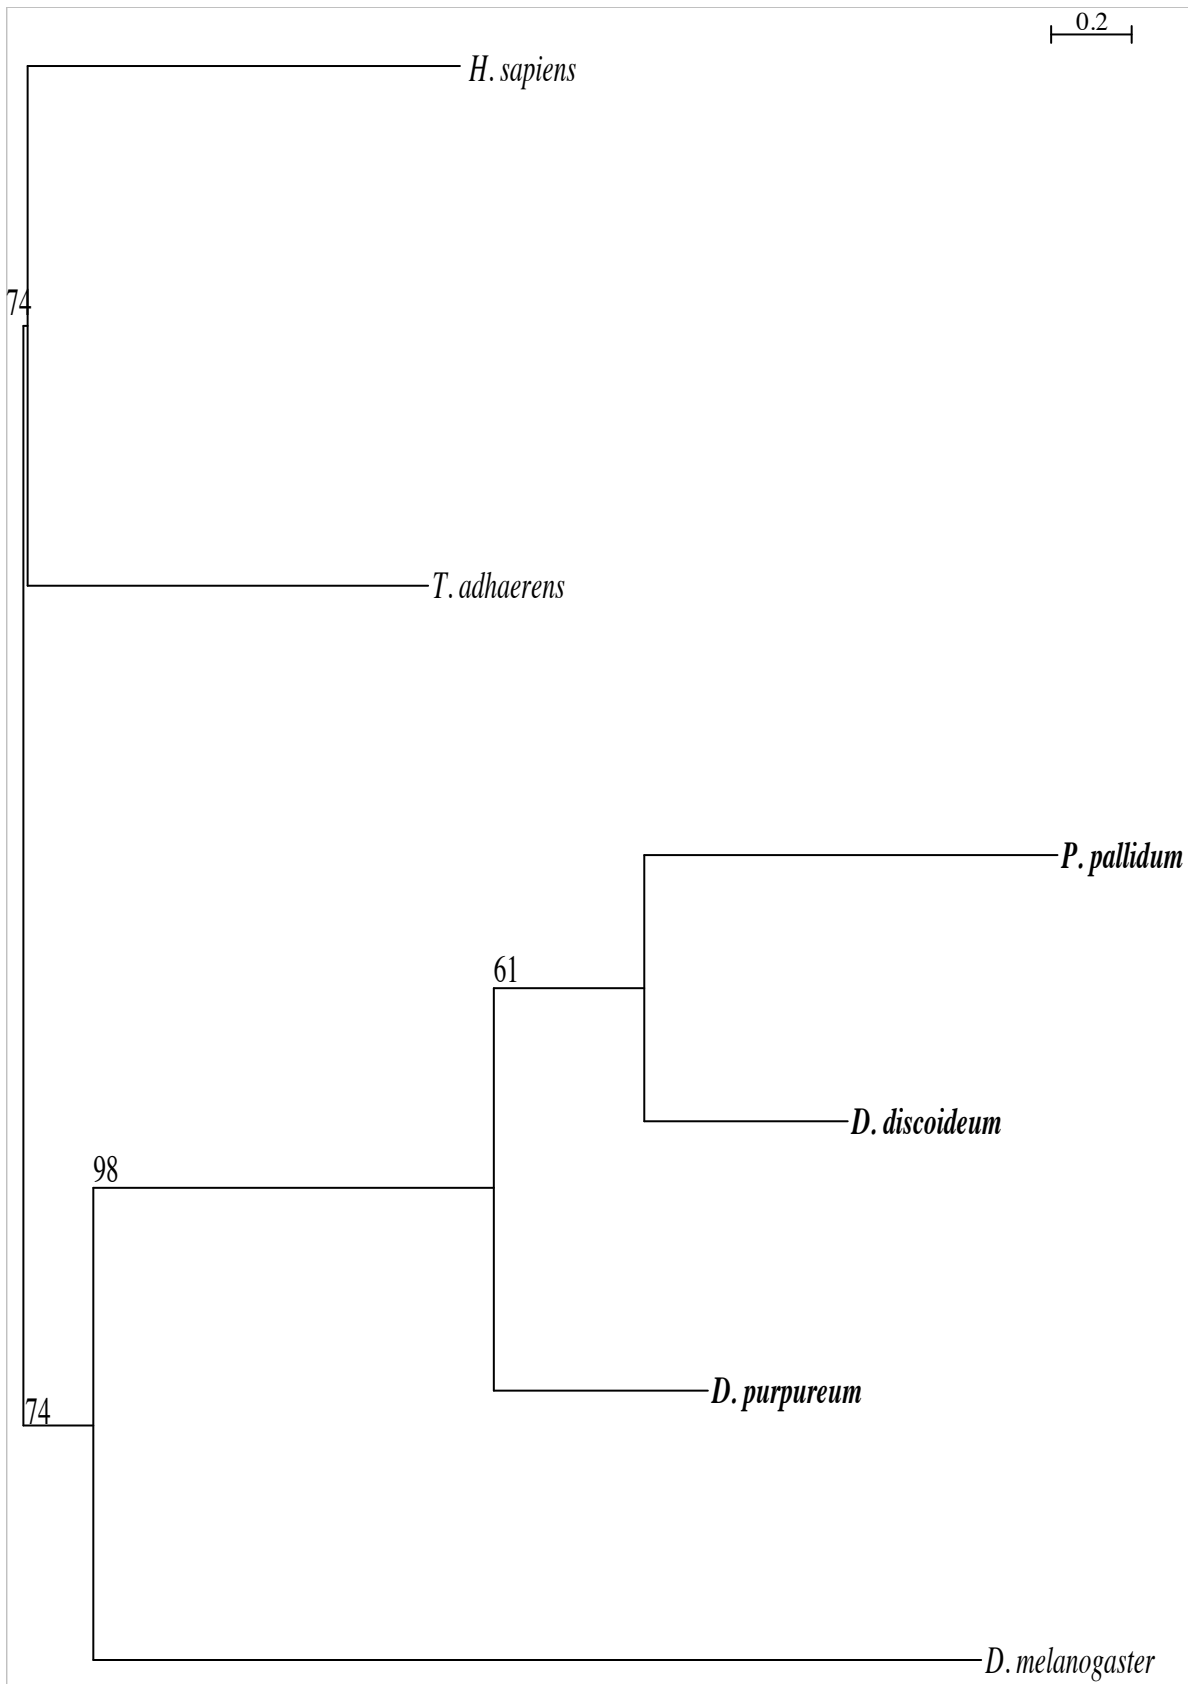 0.2
H. sapiens
74
T. adhaerens
P. pallidum
61
D. discoideum
98
D. purpureum
74
D. melanogaster